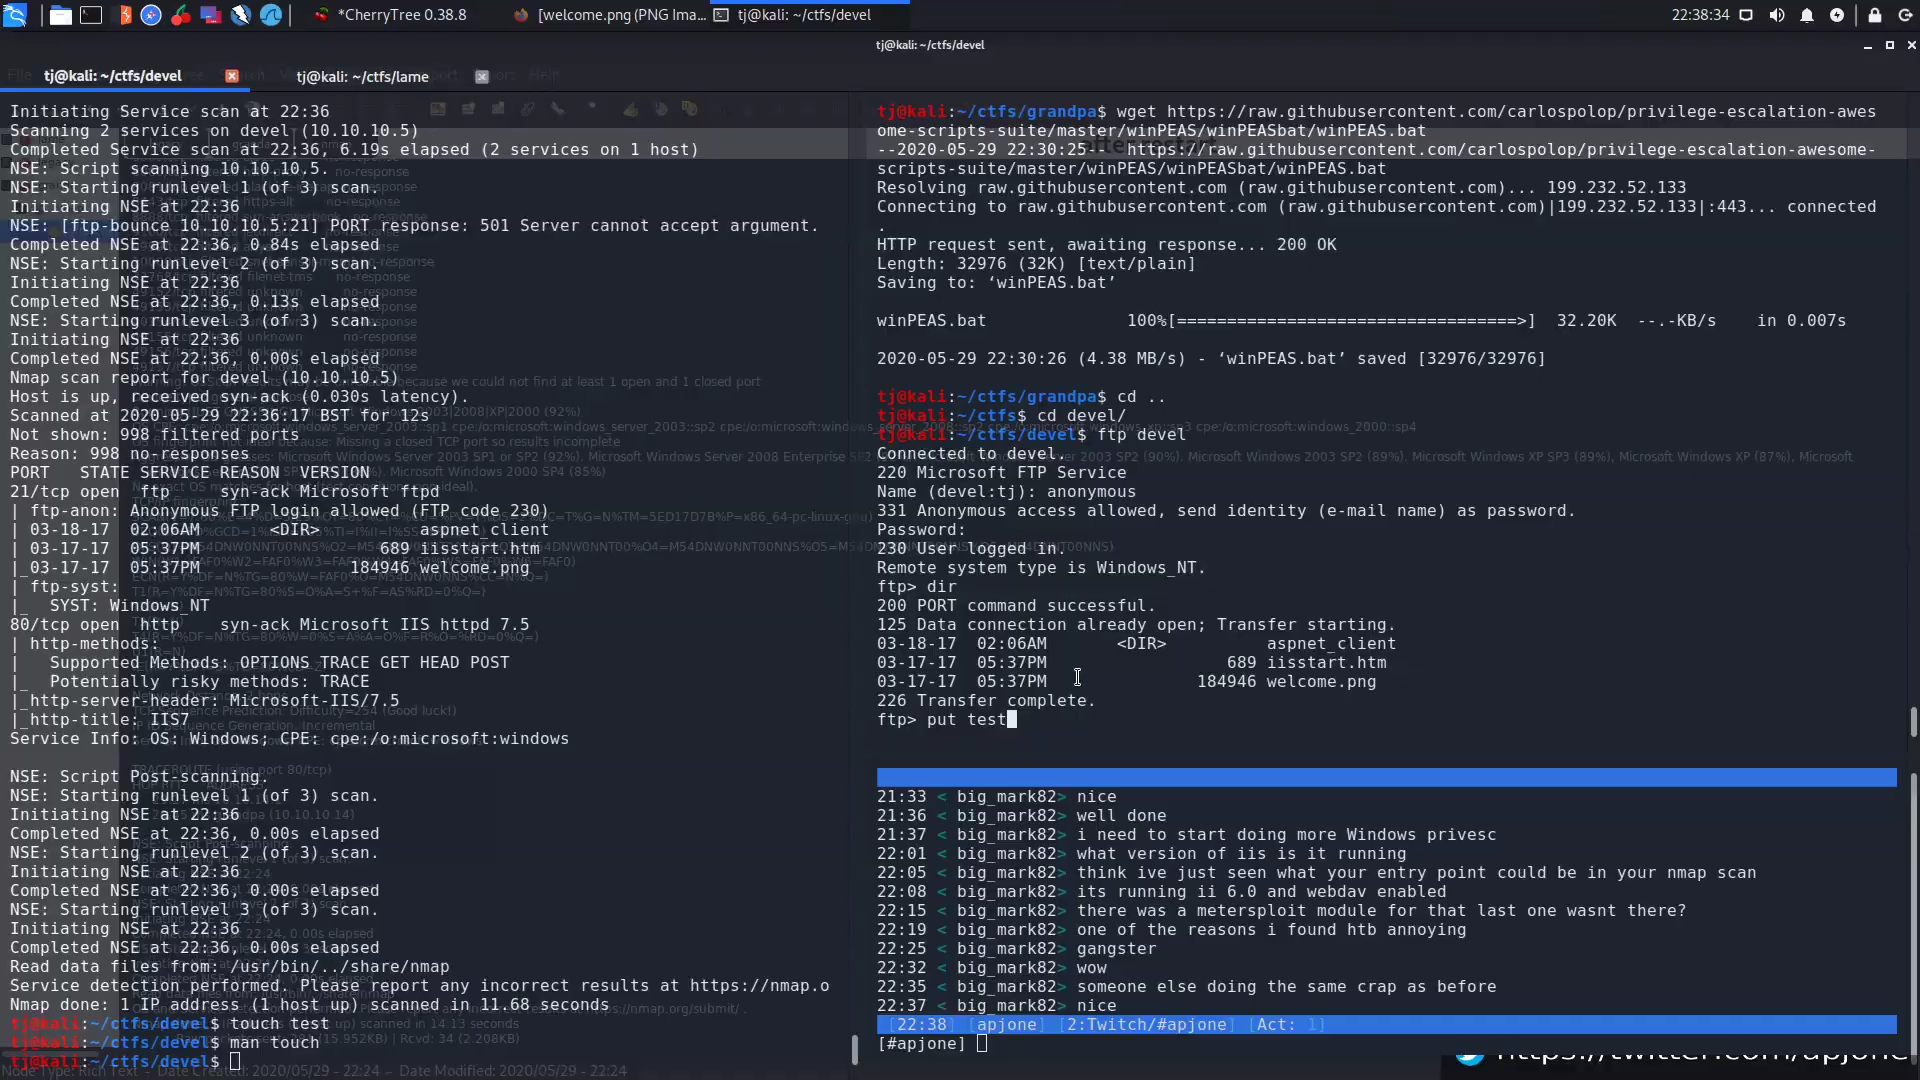 *CherryTree 0.38.8
[welcome.png (PNG Ima...
tj@kali: ~/ctfs/devel
22:38:34
tj@kali: ~/ctfs/devel
tj@kali: ~/ctfs/devel
tj@kali: ~/ctfs/lame
Initiating Service scan at 22:36
Scanning 2 services on devel (10.10.10.5)
Completed Service scan at 22:36, 6.19s elapsed (2 services on 1 host)
NSE: Script scanning 10.10.10.5.
NSE: Starting runlevel 1 (of 3) scan.
Initiating NSE at 22:36
NSE: [ftp-bounce 10.10.10.5:21] PORT response: 501 Server cannot accept argument.
Completed NSE at 22:36, 0.84s elapsed
NSE: Starting runlevel 2 (of 3) scan.
Initiating NSE at 22:36
Completed NSE at 22:36, 0.13s elapsed
NSE: Starting runlevel 3 (of 3) scan.
Initiating NSE at 22:36
Completed NSE at 22:36, 0.00s elapsed
Nmap scan report for devel (10.10.10.5)
Host is up, received syn-ack (0.030s latency).
Scanned at 2020-05-29 22:36:17 BST for 12s
Not shown: 998 filtered ports
Reason: 998 no-responses
PORT   STATE SERVICE REASON  VERSION
21/tcp open  ftp     syn-ack Microsoft ftpd
| ftp-anon: Anonymous FTP login allowed (FTP code 230)
| 03-18-17  02:06AM       <DIR>          aspnet_client
| 03-17-17  05:37PM                  689 iisstart.htm
|_03-17-17  05:37PM               184946 welcome.png
| ftp-syst:
|_  SYST: Windows_NT
80/tcp open  http    syn-ack Microsoft IIS httpd 7.5
| http-methods:
|   Supported Methods: OPTIONS TRACE GET HEAD POST
|_  Potentially risky methods: TRACE
|_http-server-header: Microsoft-IIS/7.5
|_http-title: IIS7
Service Info: OS: Windows; CPE: cpe:/o:microsoft:windows
NSE: Script Post-scanning.
NSE: Starting runlevel 1 (of 3) scan.
Initiating NSE at 22:36
Completed NSE at 22:36, 0.00s elapsed
NSE: Starting runlevel 2 (of 3) scan.
Initiating NSE at 22:36
Completed NSE at 22:36, 0.00s elapsed
NSE: Starting runlevel 3 (of 3) scan.
Initiating NSE at 22:36
Completed NSE at 22:36, 0.00s elapsed
Read data files from: /usr/bin/../share/nmap
Service detection performed. Please report any incorrect results at https://nmap.o
Nmap done: 1 IP address (1 host up) scanned in 11.68 seconds
tj@kali:~/ctfs/devel$ touch test
tj@kali:~/ctfs/devel$ man touch
tj@kali:~/ctfs/devel$
Node Type: Rich Text - Date Created: 2020/05/29 - 22:24 - Date Modified: 2020/05/29 - 22:24
tj@kali:~/ctfs/grandpa$ wget https://raw.githubusercontent.com/carlospolop/privilege-escalation-awes
ome-scripts-suite/master/winPEAS/winPEASbat/winPEAS.bat
--2020-05-29 22:30:25--  https://raw.githubusercontent.com/carlospolop/privilege-escalation-awesome-
scripts-suite/master/winPEAS/winPEASbat/winPEAS.bat
Resolving raw.githubusercontent.com (raw.githubusercontent.com)... 199.232.52.133
Connecting to raw.githubusercontent.com (raw.githubusercontent.com)|199.232.52.133|:443... connected
.
HTTP request sent, awaiting response... 200 OK
Length: 32976 (32K) [text/plain]
Saving to: ‘winPEAS.bat’
winPEAS.bat              100%[==================================>]  32.20K  --.-KB/s    in 0.007s
2020-05-29 22:30:26 (4.38 MB/s) - ‘winPEAS.bat’ saved [32976/32976]
tj@kali:~/ctfs/grandpa$ cd ..
tj@kali:~/ctfs$ cd devel/
tj@kali:~/ctfs/devel$ ftp devel
Connected to devel.
220 Microsoft FTP Service
Name (devel:tj): anonymous
331 Anonymous access allowed, send identity (e-mail name) as password.
Password:
230 User logged in.
Remote system type is Windows_NT.
ftp> dir
200 PORT command successful.
125 Data connection already open; Transfer starting.
03-18-17  02:06AM       <DIR>          aspnet_client
03-17-17  05:37PM                  689 iisstart.htm
03-17-17  05:37PM               184946 welcome.png
226 Transfer complete.
ftp> put test
21:33 < big_mark82> nice
21:36 < big_mark82> well done
21:37 < big_mark82> i need to start doing more Windows privesc
22:01 < big_mark82> what version of iis is it running
22:05 < big_mark82> think ive just seen what your entry point could be in your nmap scan
22:08 < big_mark82> its running ii 6.0 and webdav enabled
22:15 < big_mark82> there was a metersploit module for that last one wasnt there?
22:19 < big_mark82> one of the reasons i found htb annoying
22:25 < big_mark82> gangster
22:32 < big_mark82> wow
22:35 < big_mark82> someone else doing the same crap as before
22:37 < big_mark82> nice
[22:38] [apjone] [2:Twitch/#apjone] [Act: 1]
[#apjone]
https://twitter.com/apjone